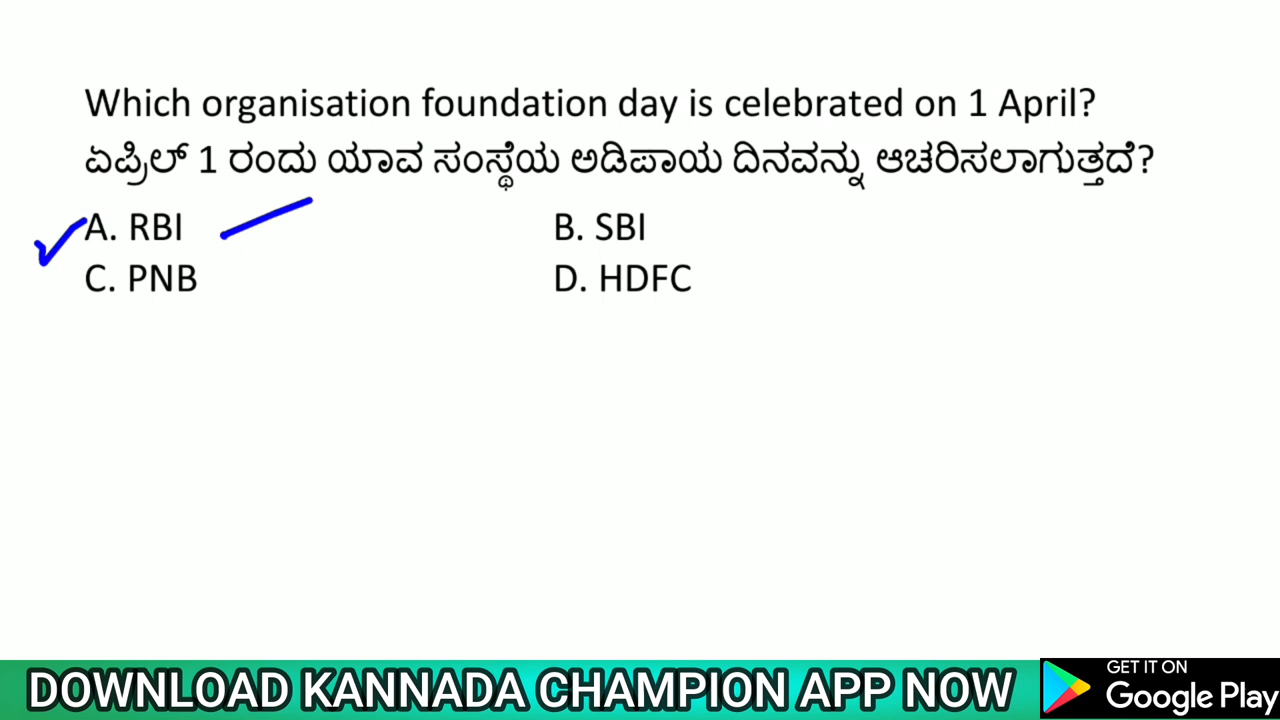 Which organisation foundation day is celebrated on 1 April?
ಏಪ್ರಿಲ್ 1 ರಂದು ಯಾವ ಸಂಸ್ಥೆಯ ಅಡಿಪಾಯ ದಿನವನ್ನು ಆಚರಿಸಲಾಗುತ್ತದೆ?
A. RBI B. SBI
C. PNB D. HDFC
DOWNLOAD KANNADA CHAMPION APP NOW
GET IT ON
Google Play